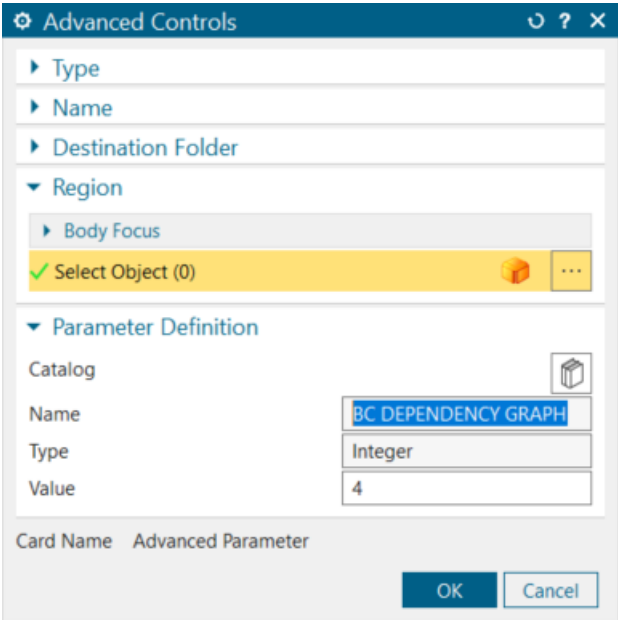 Advanced Controls ?
Type
Name
Destination Folder
Region
Body Focus
Select Object (0) ...
Parameter Definition
Catalog
Name BC DEPENDENCY GRAPH
Type Integer
Value 4
Card Name Advanced Parameter
OK Cancel